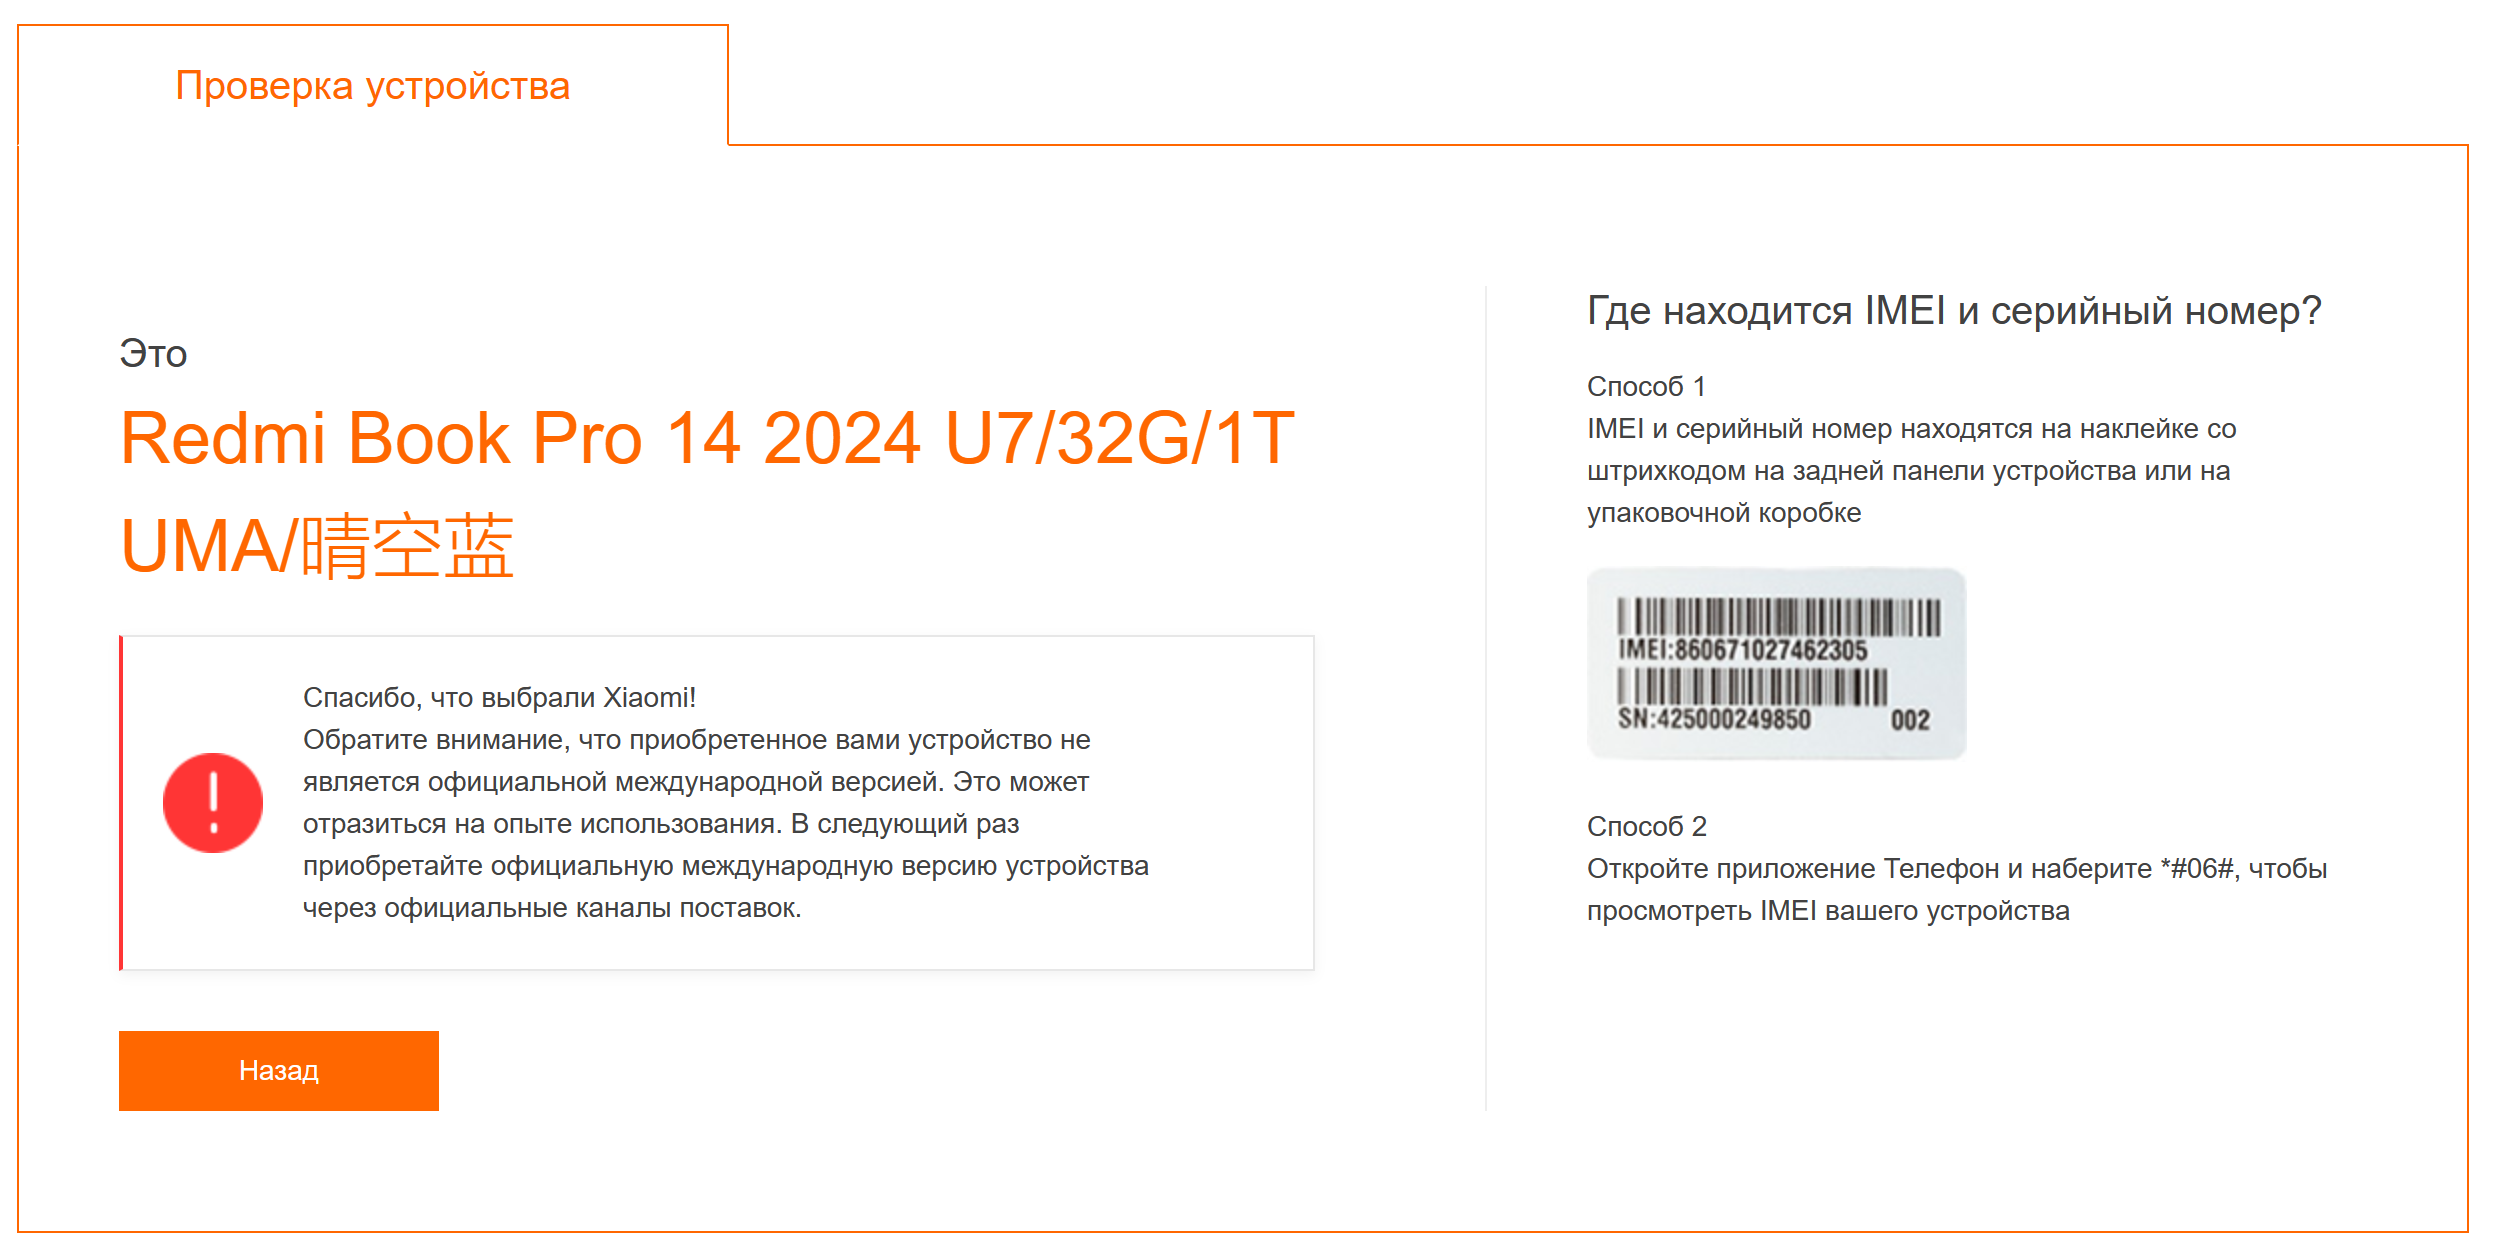 Проверка устройства
Это
Redmi Book Pro 14 2024 U7/32G/1T
UMA/晴空蓝
Спасибо, что выбрали Xiaomi!
Обратите внимание, что приобретенное вами устройство не
является официальной международной версией. Это может
отразиться на опыте использования. В следующий раз
приобретайте официальную международную версию устройства
через официальные каналы поставок.
Назад
Где находится IMEI и серийный номер?
Способ 1
IMEI и серийный номер находятся на наклейке со
штрихкодом на задней панели устройства или на
упаковочной коробке
IMEI:860671027462305
SN:425000249850 002
Способ 2
Откройте приложение Телефон и наберите *#06#, чтобы
просмотреть IMEI вашего устройства